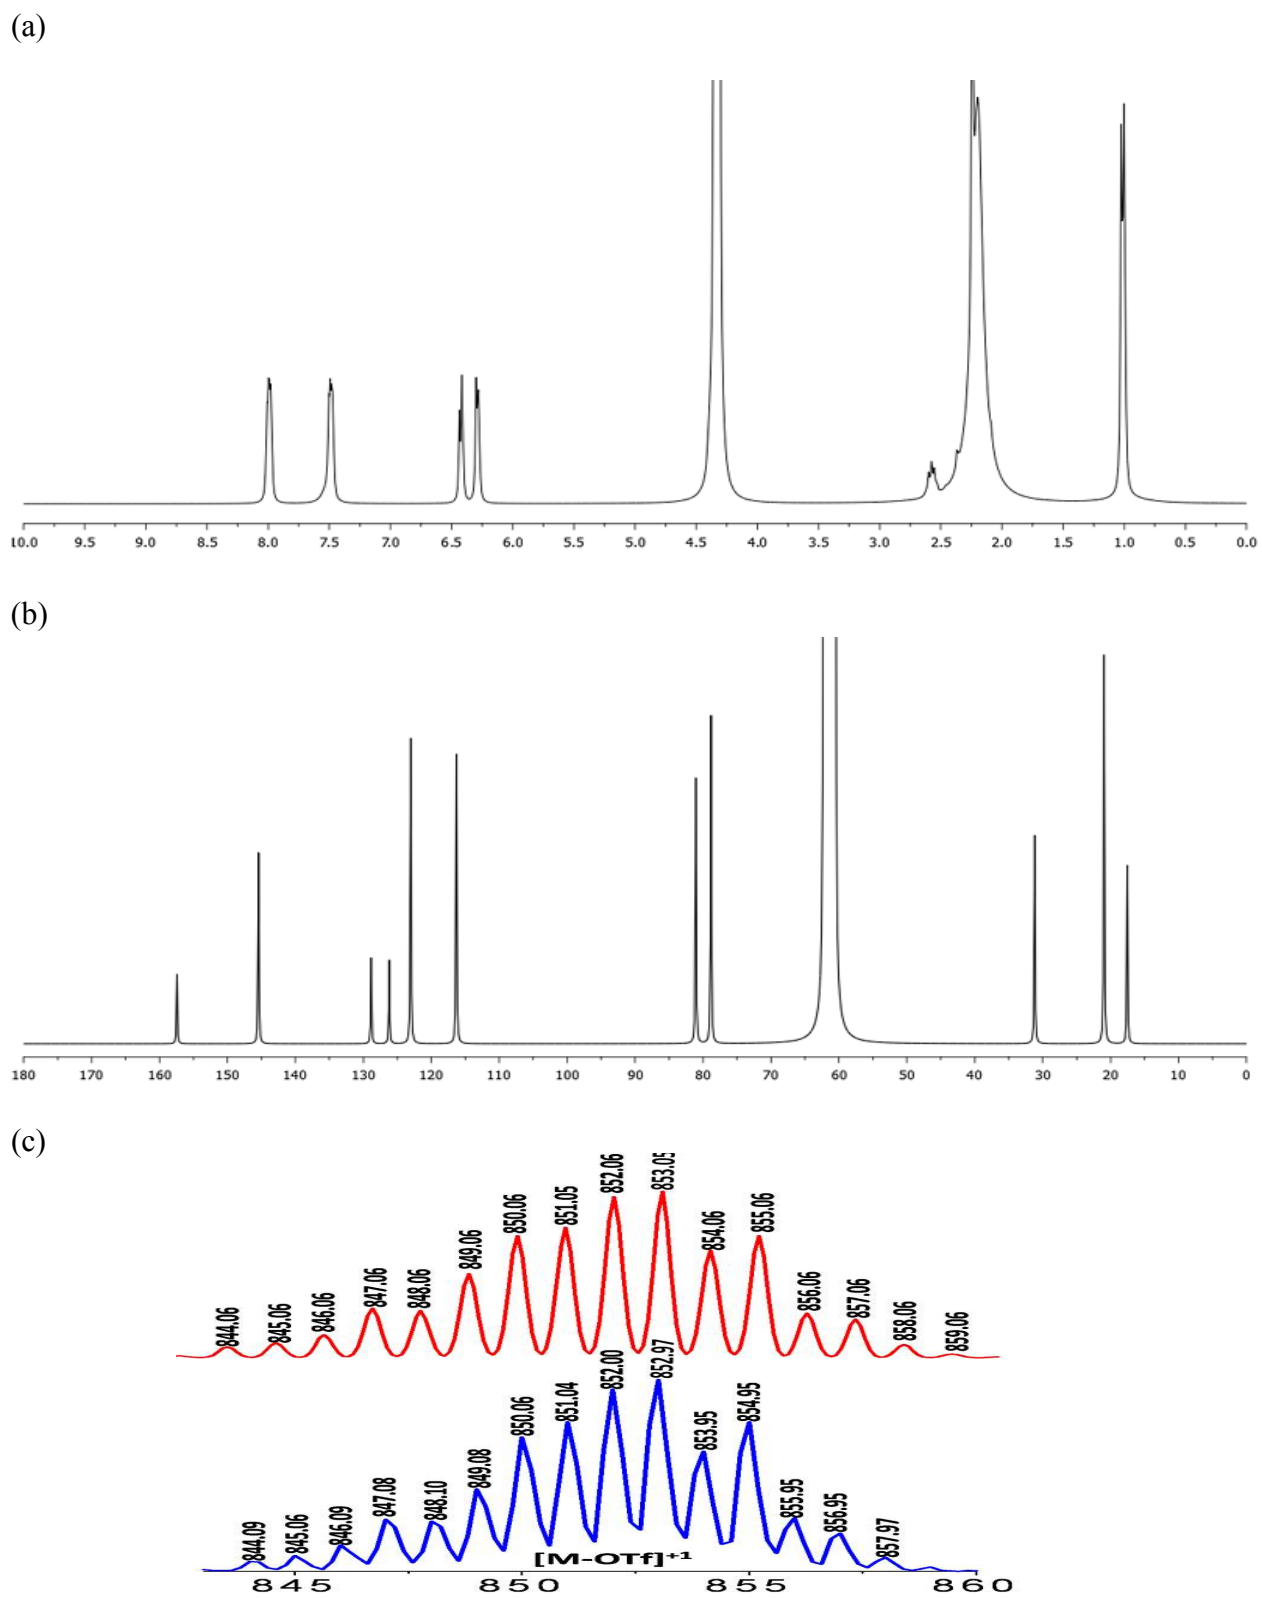 (a)
10.0 9.5 9.0 8.5 8.0 7.5 7.0 6.5 6.0 5.5 5.0 4.5 4.0 3.5 3.0 2.5 2.0 1.5 1.0 0.5 0.0
(b)
180 170 160 150 140 130 120 110 100 90 80 70 60 50 40 30 20 10 0
(c)
844.06 845.06 846.06 847.06 848.06 849.06 850.06 851.05 852.06 853.05 854.06 855.06 856.06 857.06 858.06 859.06
844.09 845.06 846.09 847.08 848.10 849.08 850.06 851.04 852.00 852.97 853.95 854.95 855.95 856.95 857.97
[M-OTf]+1
845 850 855 860